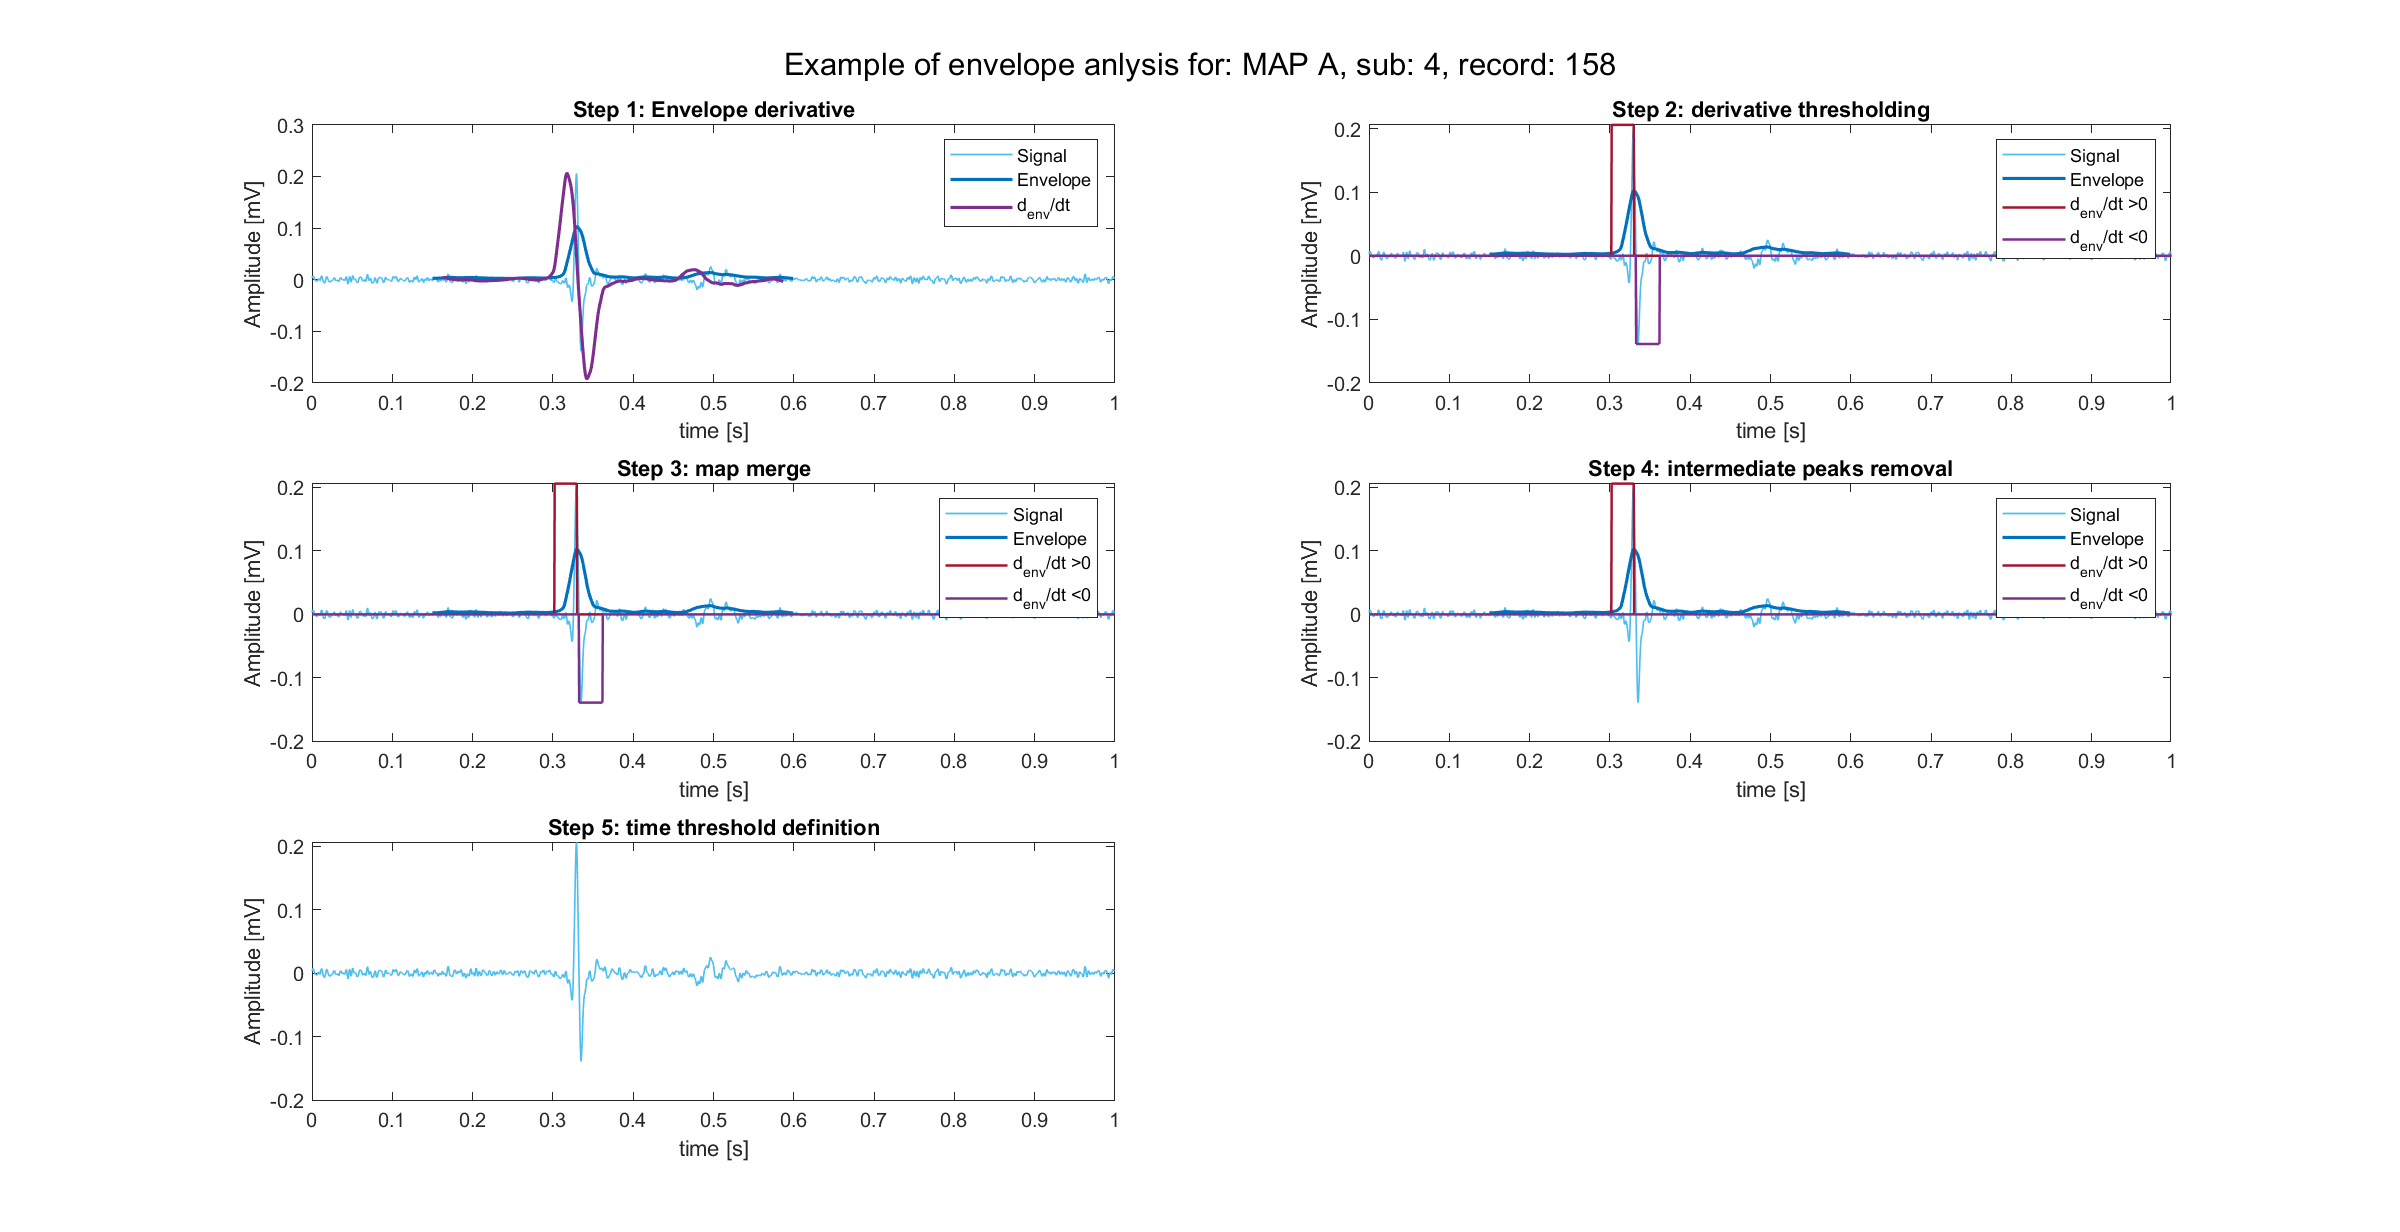 Example of envelope anlysis for: MAP A, sub: 4, record: 158
Step 1: Envelope derivative
0.3
0.2
0.1
0
-0.1
-0.2
Amplitude [mV]
0 0.1 0.2 0.3 0.4 0.5 0.6 0.7 0.8 0.9 1
time [s]
Signal
Envelope
d_env/dt
Step 2: derivative thresholding
0.2
0.1
0
-0.1
-0.2
Amplitude [mV]
0 0.1 0.2 0.3 0.4 0.5 0.6 0.7 0.8 0.9 1
time [s]
Signal
Envelope
d_env/dt >0
d_env/dt <0
Step 3: map merge
0.2
0.1
0
-0.1
-0.2
Amplitude [mV]
0 0.1 0.2 0.3 0.4 0.5 0.6 0.7 0.8 0.9 1
time [s]
Signal
Envelope
d_env/dt >0
d_env/dt <0
Step 4: intermediate peaks removal
0.2
0.1
0
-0.1
-0.2
Amplitude [mV]
0 0.1 0.2 0.3 0.4 0.5 0.6 0.7 0.8 0.9 1
time [s]
Signal
Envelope
d_env/dt >0
d_env/dt <0
Step 5: time threshold definition
0.2
0.1
0
-0.1
-0.2
Amplitude [mV]
0 0.1 0.2 0.3 0.4 0.5 0.6 0.7 0.8 0.9 1
time [s]